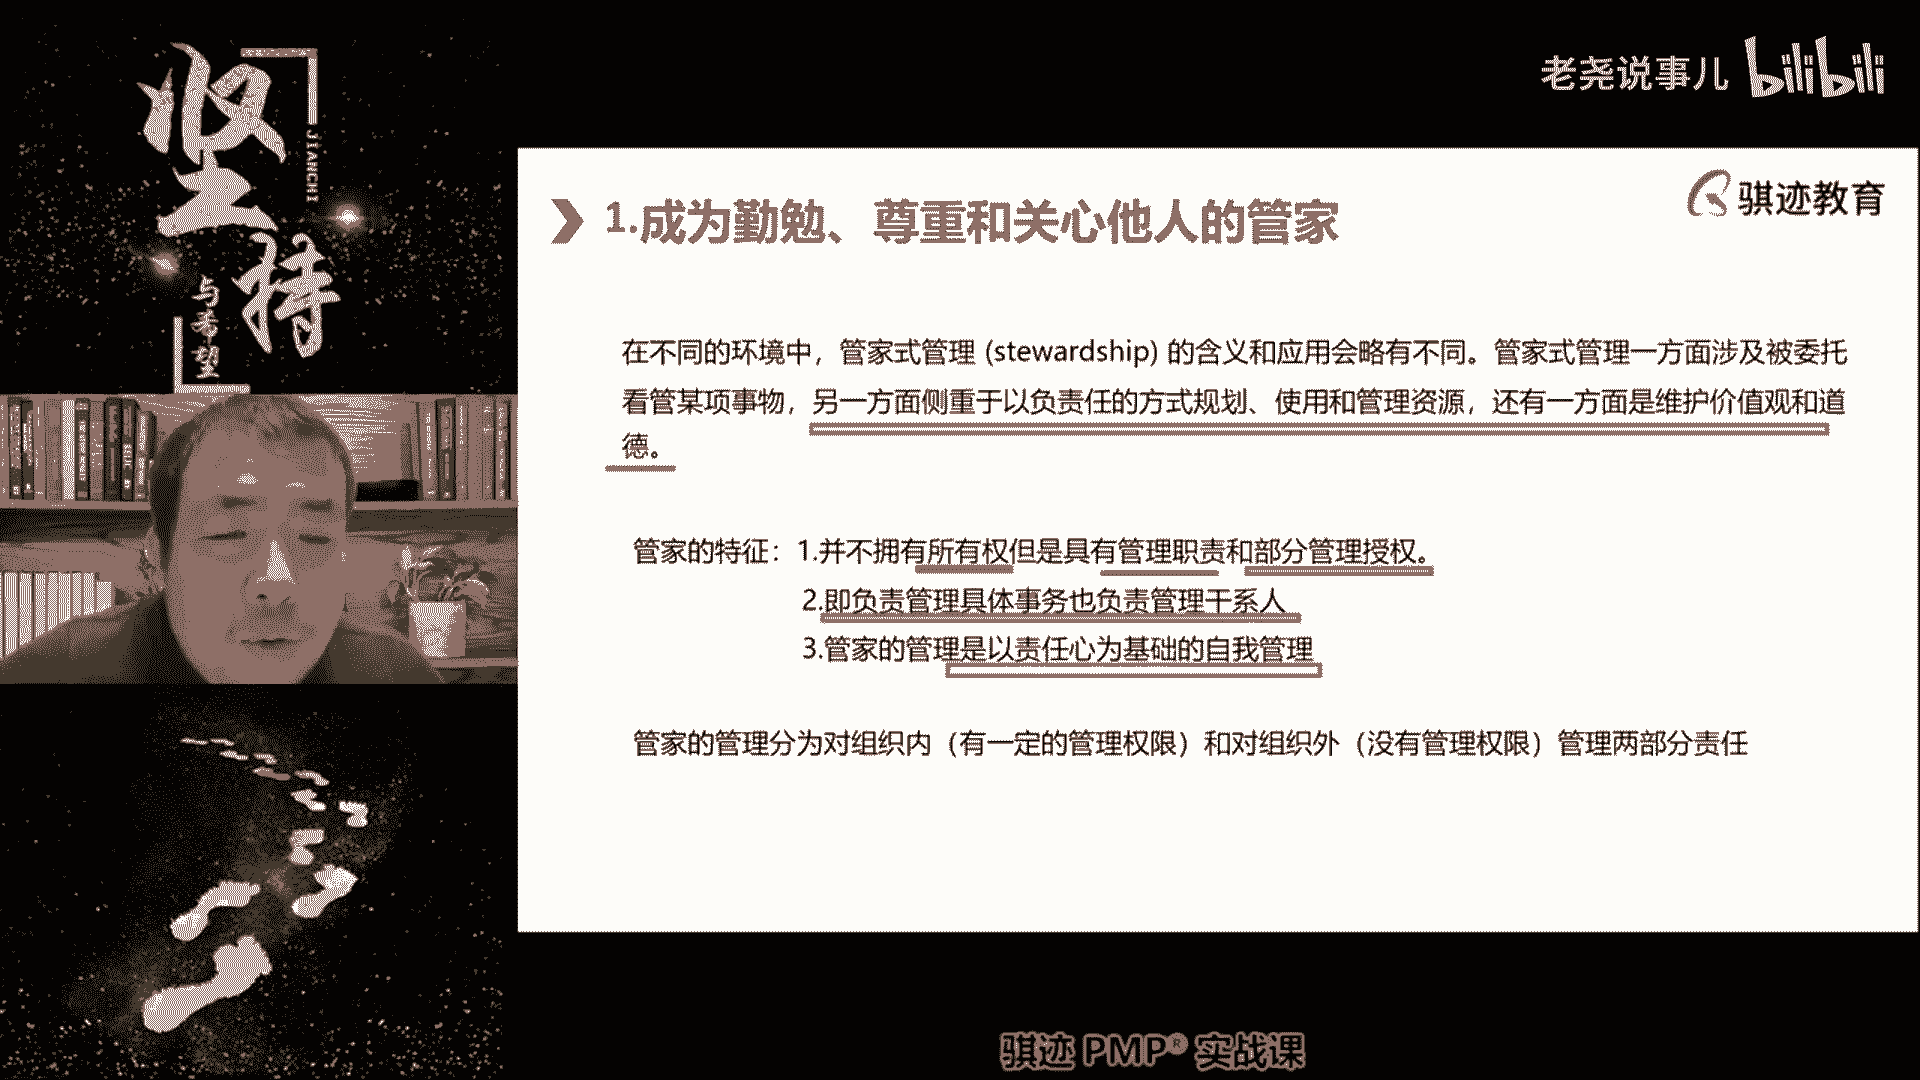 坚持
JIANCHI
与希望
老尧说事儿 bilibili
骐迹教育
1.成为勤勉、尊重和关心他人的管家
在不同的环境中，管家式管理 (stewardship) 的含义和应用会略有不同。管家式管理一方面涉及被委托
看管某项事物，另一方面侧重于以负责任的方式规划、使用和管理资源，还有一方面是维护价值观和道
德。
管家的特征：1.并不拥有所有权但是具有管理职责和部分管理授权。
2.即负责管理具体事务也负责管理干系人
3.管家的管理是以责任心为基础的自我管理
管家的管理分为对组织内（有一定的管理权限）和对组织外（没有管理权限）管理两部分责任
骐迹 PMP® 实战课